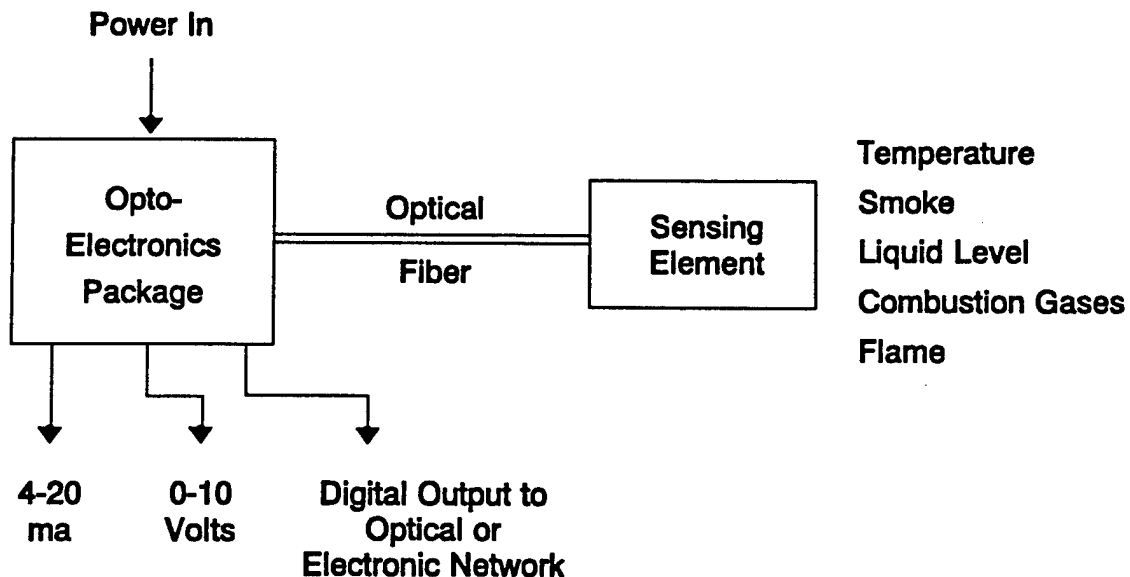 Power In
Opto-
Electronics
Package
Optical
Fiber
Sensing
Element
Temperature
Smoke
Liquid Level
Combustion Gases
Flame
4-20
ma
0-10
Volts
Digital Output to
Optical or
Electronic Network